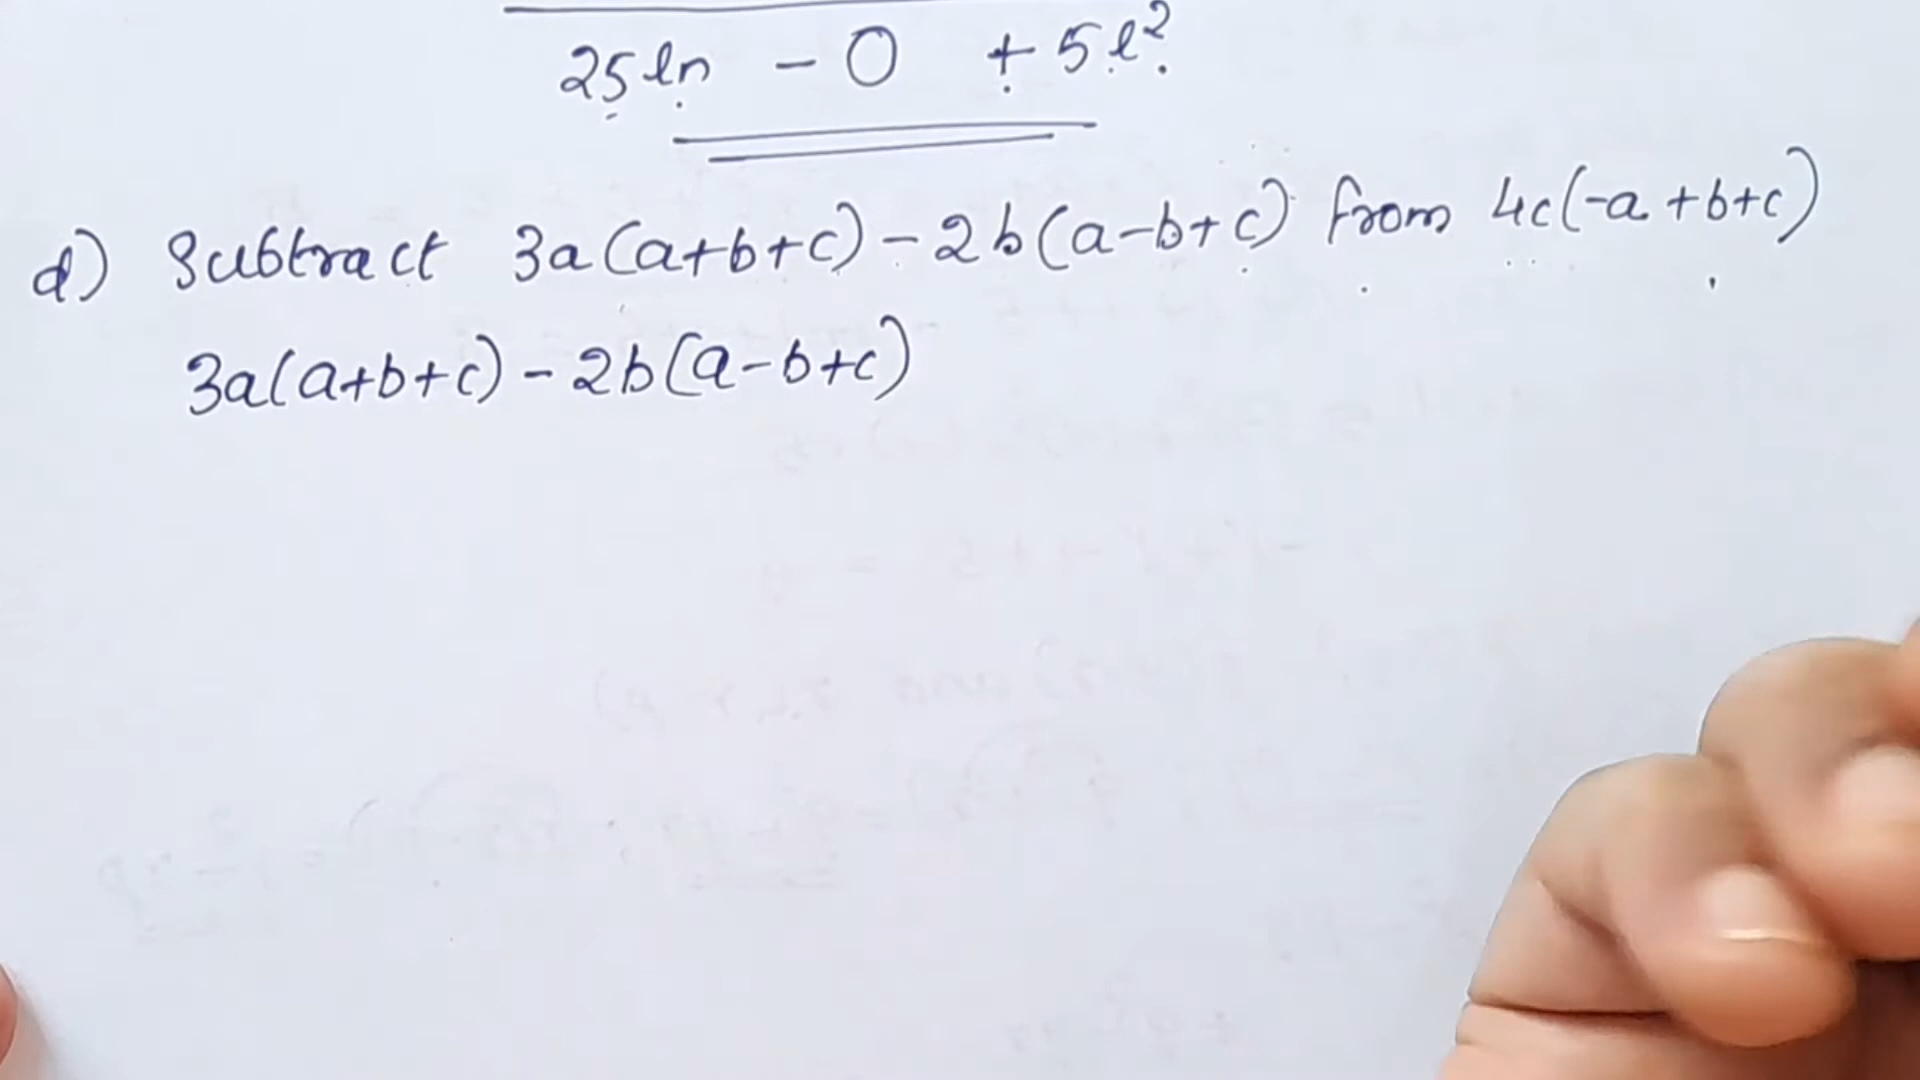 25ln - 0 + 5l²
d) Subtract 3a(a+b+c) - 2b(a-b+c) from 4c(-a+b+c)
3a(a+b+c) - 2b(a-b+c)